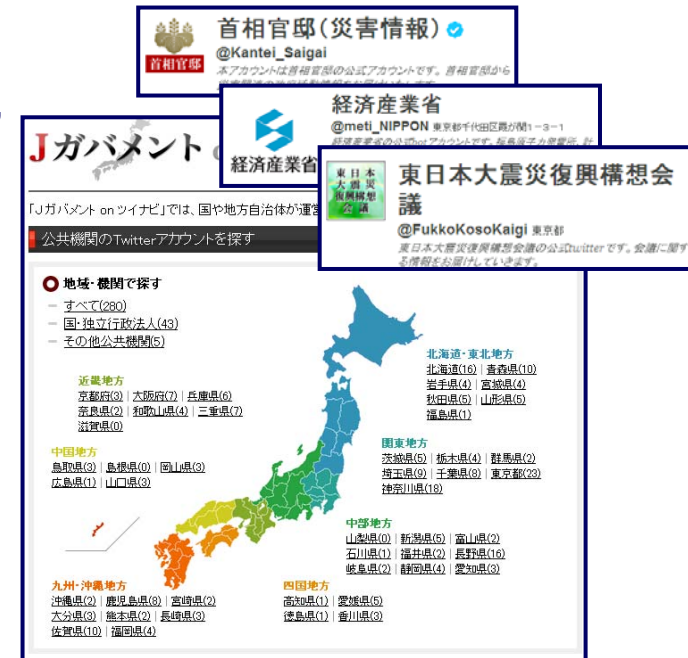 首相官邸(災害情報)
@Kantei_Saigai
首相官邸
本アカウントは首相官邸の公式アカウントです。首相官邸から
経済産業省
@meti_NIPPON 東京都千代田区霞が関1-3-1
経済産業省
東日本大震災復興構想会議
東日本大震災復興構想会
議
@FukkoKosoKaigi 東京都
東日本大震災復興構想会議の公式twitterです。会議に関す
る情報をお届けしていきます。
Jガバメント
「Jガバメント on ツイナビ」では、国や地方自治体が運営
公共機関のTwitterアカウントを探す
地域・機関で探す
すべて(280)
国・独立行政法人(43)
その他公共機関(5)
北海道・東北地方
北海道(16) | 青森県(10)
岩手県(4) | 宮城県(4)
秋田県(5) | 山形県(5)
福島県(1)
近畿地方
京都府(3) | 大阪府(7) | 兵庫県(6)
奈良県(2) | 和歌山県(4) | 三重県(7)
滋賀県(0)
中国地方
鳥取県(3) | 島根県(0) | 岡山県(3)
広島県(1) | 山口県(3)
関東地方
茨城県(5) | 栃木県(4) | 群馬県(2)
埼玉県(9) | 千葉県(8) | 東京都(23)
神奈川県(18)
中部地方
山梨県(0) | 新潟県(5) | 富山県(2)
石川県(1) | 福井県(2) | 長野県(16)
岐阜県(2) | 静岡県(4) | 愛知県(3)
九州・沖縄地方
沖縄県(2) | 鹿児島県(8) | 宮崎県(2)
大分県(3) | 熊本県(2) | 長崎県(3)
佐賀県(10) | 福岡県(4)
四国地方
高知県(1) | 愛媛県(5)
徳島県(1) | 香川県(3)